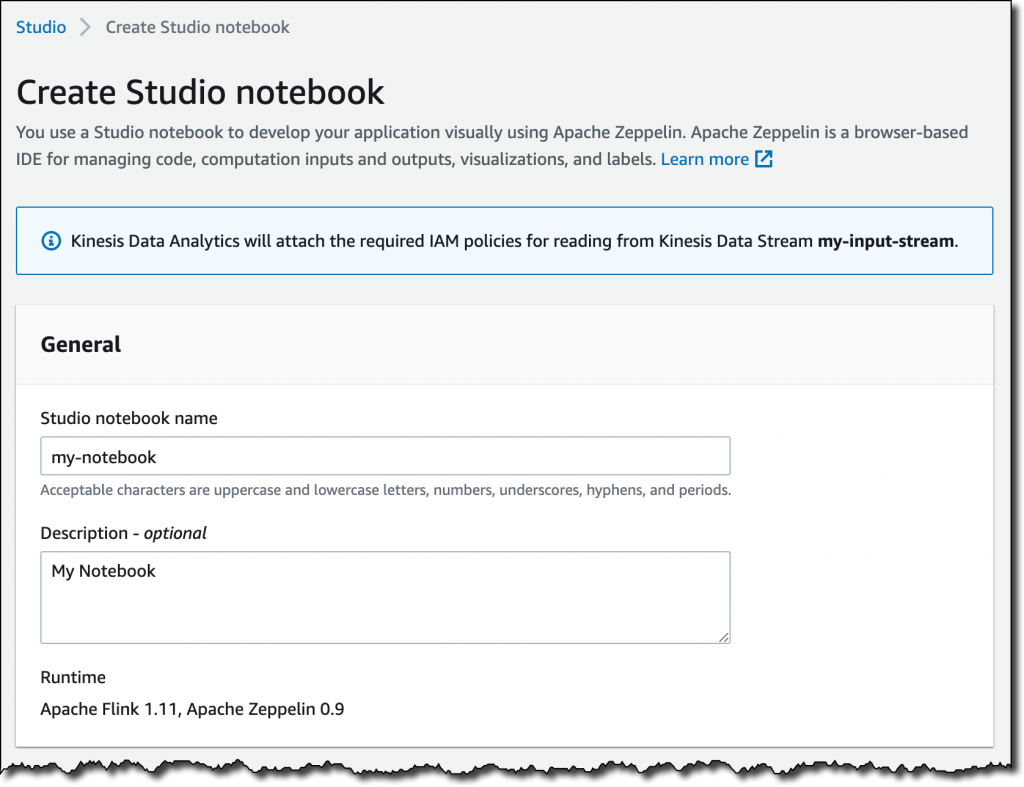 Studio > Create Studio notebook
Create Studio notebook
You use a Studio notebook to develop your application visually using Apache Zeppelin. Apache Zeppelin is a browser-based
IDE for managing code, computation inputs and outputs, visualizations, and labels. Learn more
Kinesis Data Analytics will attach the required IAM policies for reading from Kinesis Data Stream my-input-stream.
General
Studio notebook name
my-notebook
Acceptable characters are uppercase and lowercase letters, numbers, underscores, hyphens, and periods.
Description - optional
My Notebook
Runtime
Apache Flink 1.11, Apache Zeppelin 0.9